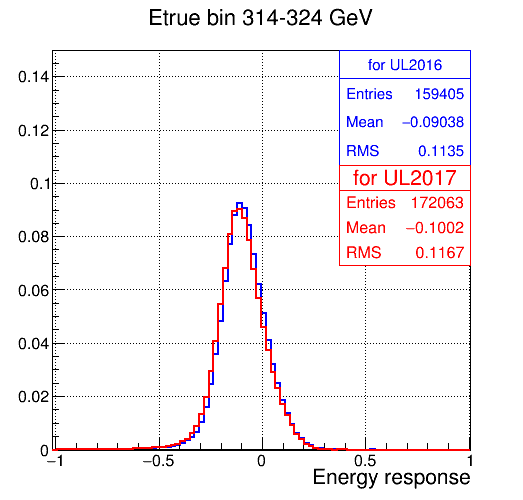 Etrue bin 314-324 GeV
for UL2016
Entries 159405
Mean −0.09038
RMS 0.1135
for UL2017
Entries 172063
Mean −0.1002
RMS 0.1167
0.14
0.12
0.1
0.08
0.06
0.04
0.02
0
−1 −0.5 0 0.5 1
Energy response